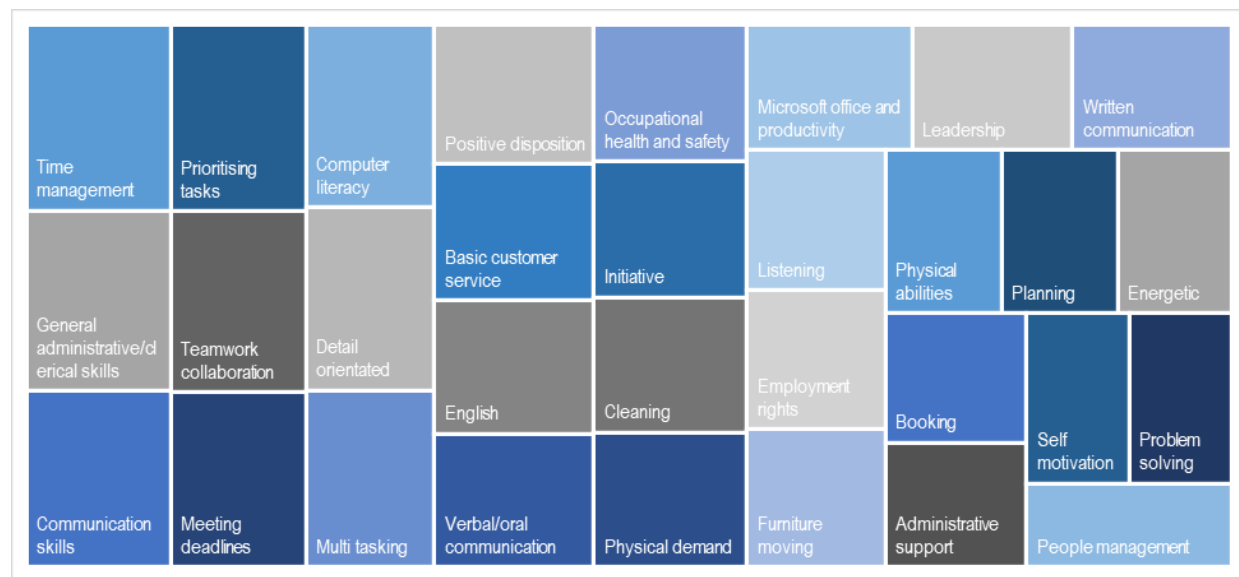 Time
management
Prioritising
tasks
Computer
literacy
Positive disposition
Occupational
health and safety
Microsoft office and
productivity
Leadership
Written
communication
General
administrative/cl
erical skills
Teamwork
collaboration
Detail
orientated
Basic customer
service
Initiative
Listening
Physical
abilities
Planning
Energetic
English
Cleaning
Employment
rights
Booking
Self
motivation
Problem
solving
Communication
skills
Meeting
deadlines
Multi tasking
Verbal/oral
communication
Physical demand
Furniture
moving
Administrative
support
People management